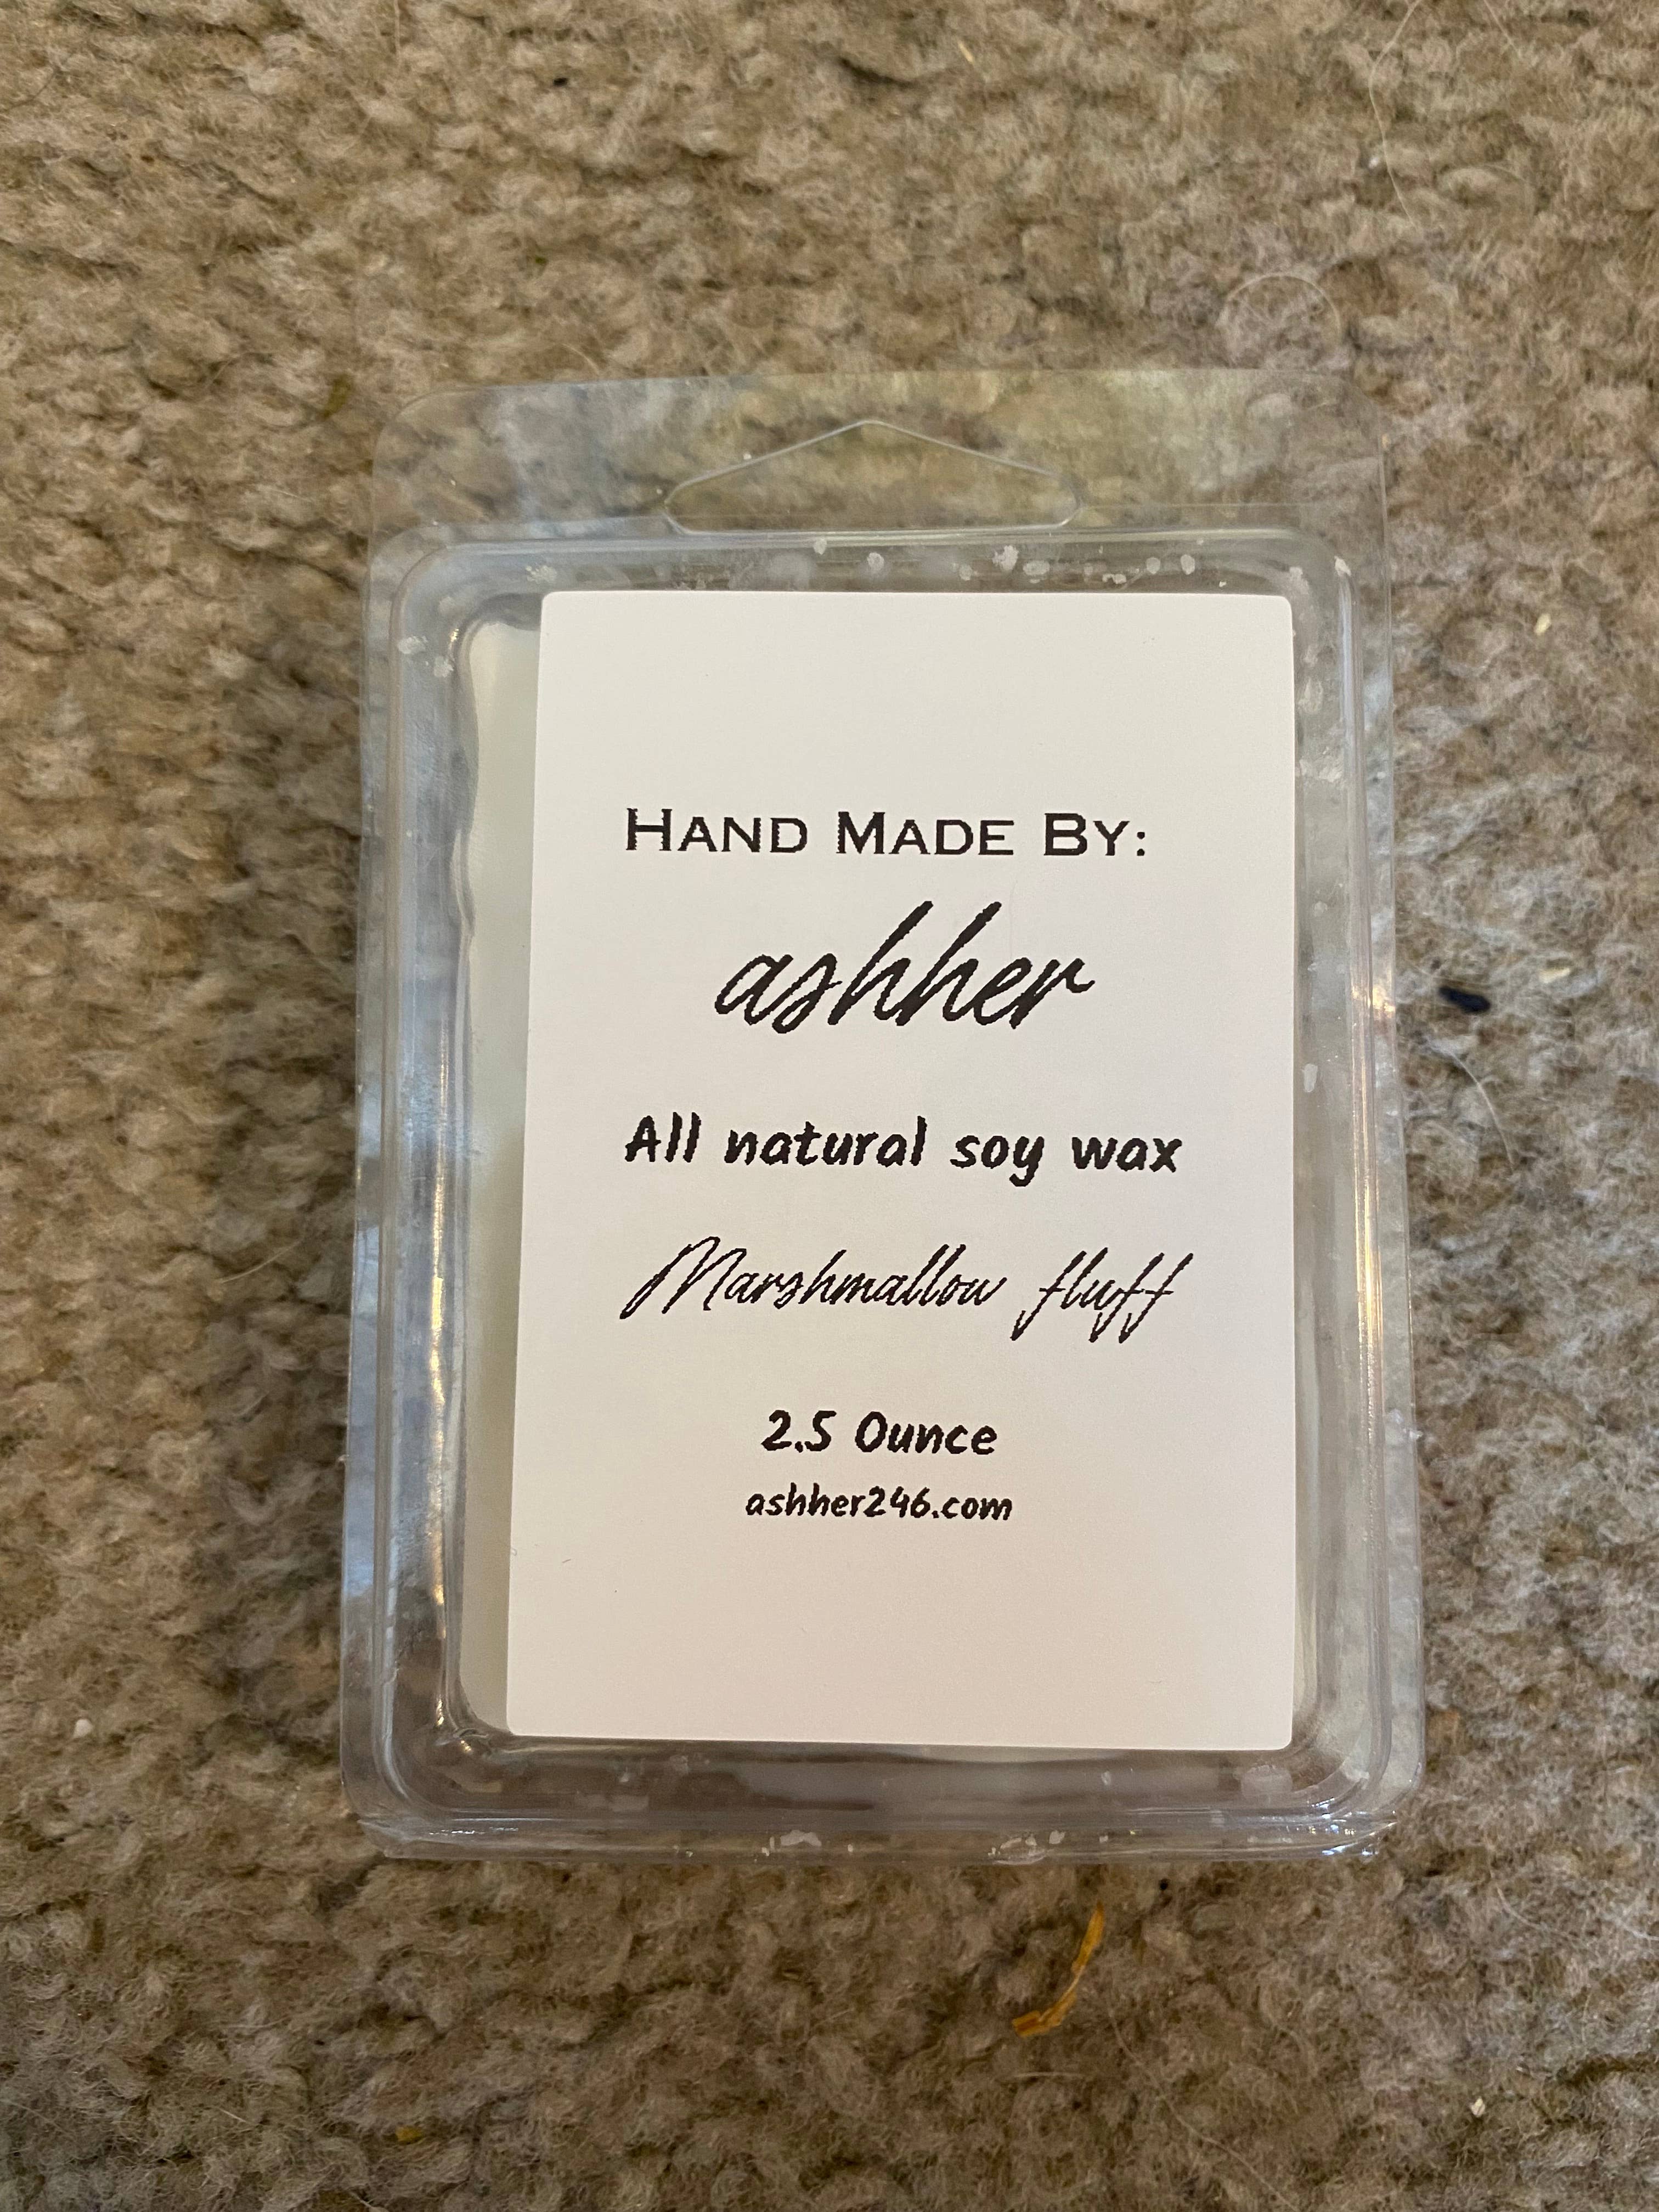 HAND MADE BY:
ashher
All natural soy wax
Marshmallow fluff
2.5 Ounce
ashher246.com